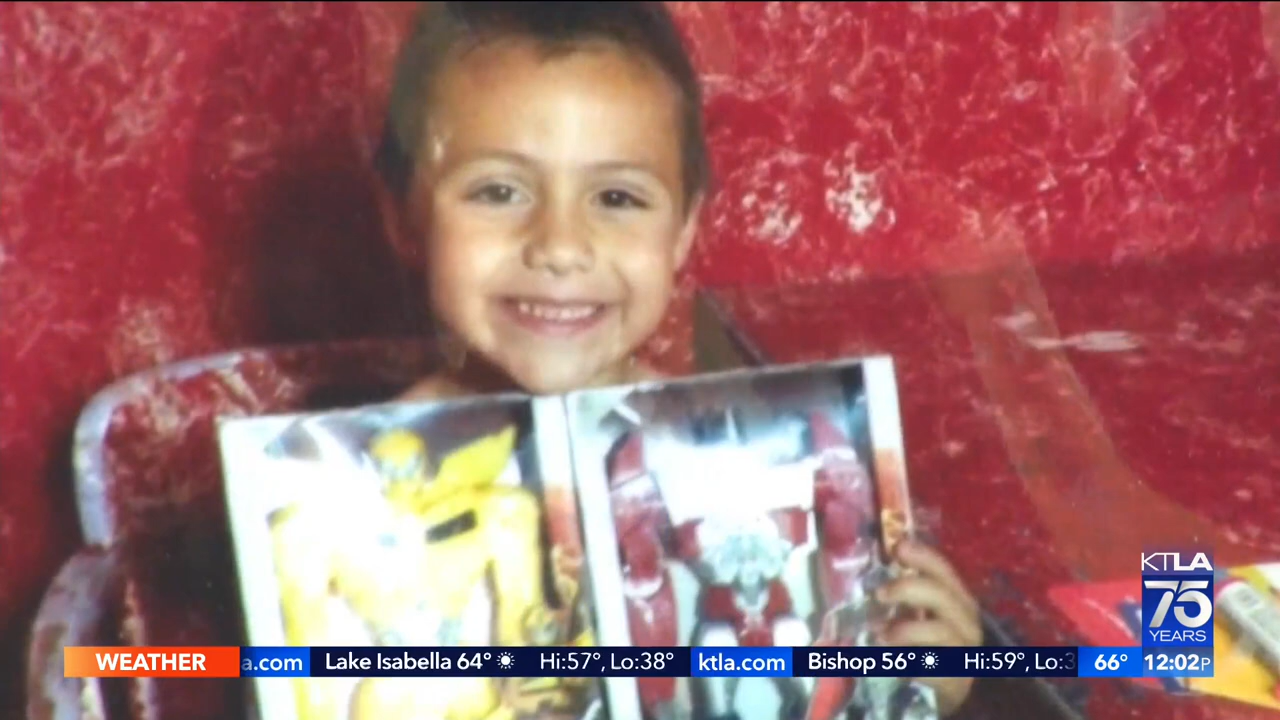 KTLA
75
YEARS
WEATHER a.com Lake Isabella 64° Hi:57°, Lo:38° ktla.com Bishop 56° Hi:59°, Lo:3 66° 12:02P